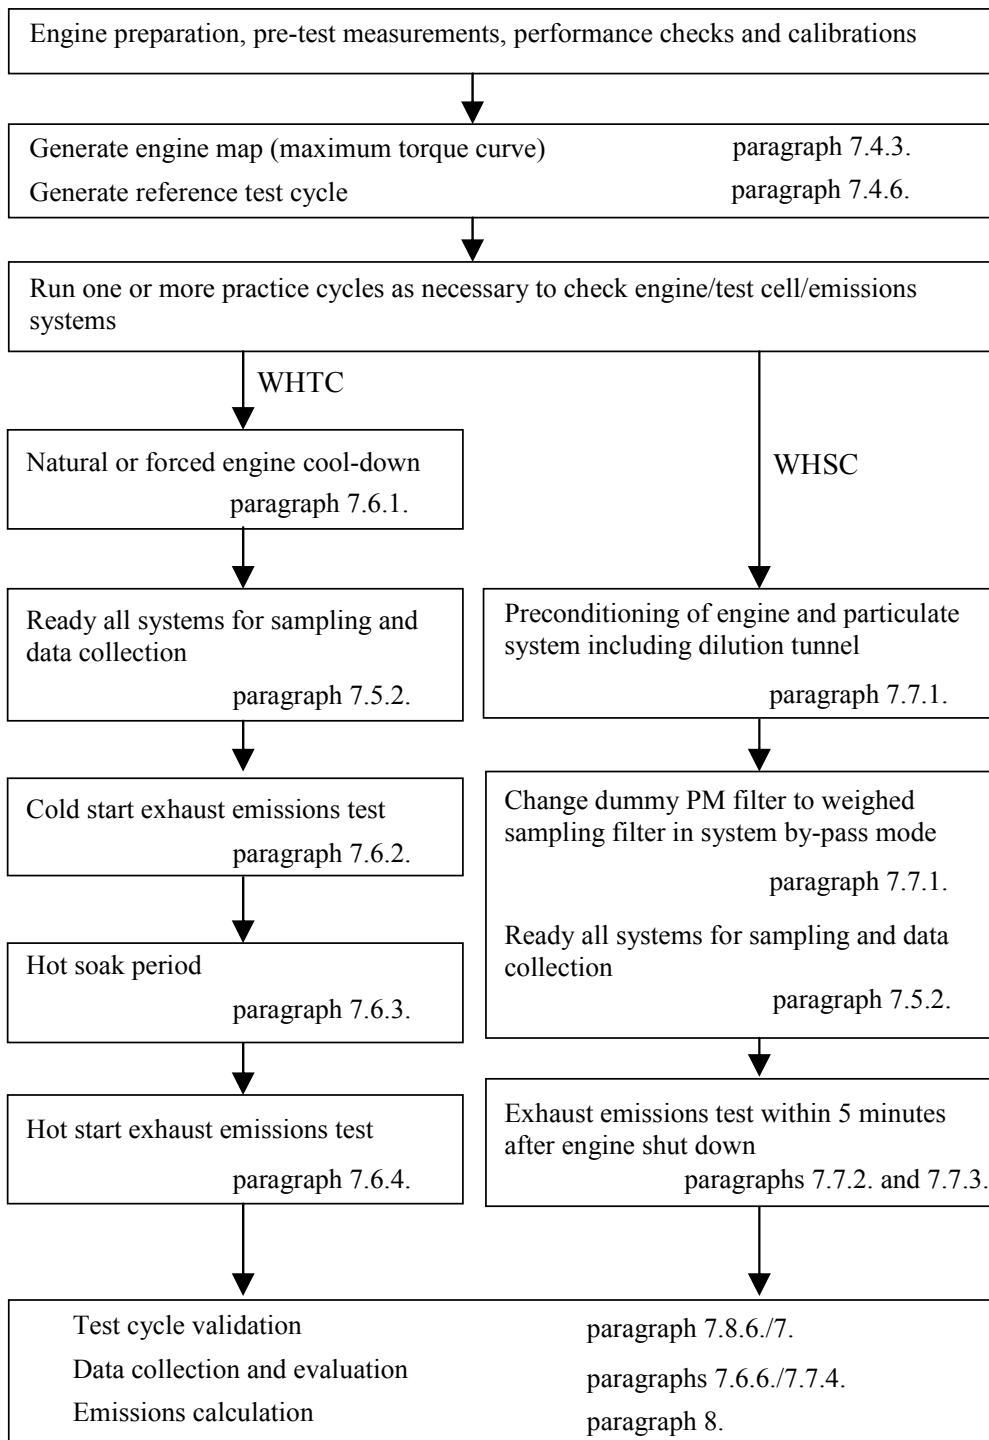 Engine preparation, pre-test measurements, performance checks and calibrations
Generate engine map (maximum torque curve) paragraph 7.4.3.
Generate reference test cycle paragraph 7.4.6.
Run one or more practice cycles as necessary to check engine/test cell/emissions
systems
WHTC
Natural or forced engine cool-down
paragraph 7.6.1.
Ready all systems for sampling and
data collection
paragraph 7.5.2.
Cold start exhaust emissions test
paragraph 7.6.2.
Hot soak period
paragraph 7.6.3.
Hot start exhaust emissions test
paragraph 7.6.4.
WHSC
Preconditioning of engine and particulate
system including dilution tunnel
paragraph 7.7.1.
Change dummy PM filter to weighed
sampling filter in system by-pass mode
paragraph 7.7.1.
Ready all systems for sampling and data
collection
paragraph 7.5.2.
Exhaust emissions test within 5 minutes
after engine shut down
paragraphs 7.7.2. and 7.7.3.
Test cycle validation paragraph 7.8.6./7.
Data collection and evaluation paragraphs 7.6.6./7.7.4.
Emissions calculation paragraph 8.